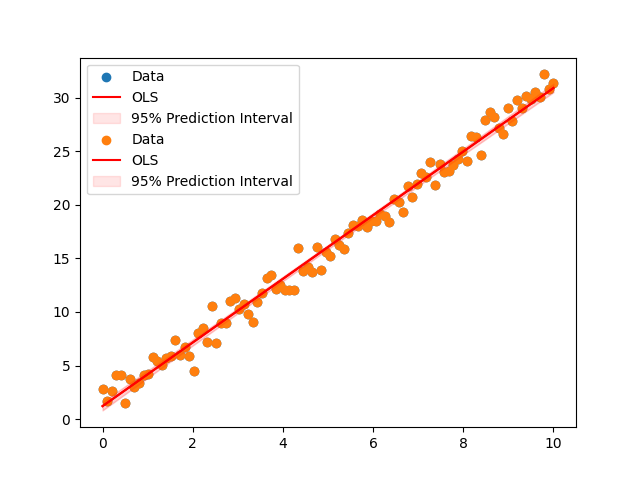 Data
OLS
95% Prediction Interval
Data
OLS
95% Prediction Interval
30
25
20
15
10
5
0
0 2 4 6 8 10